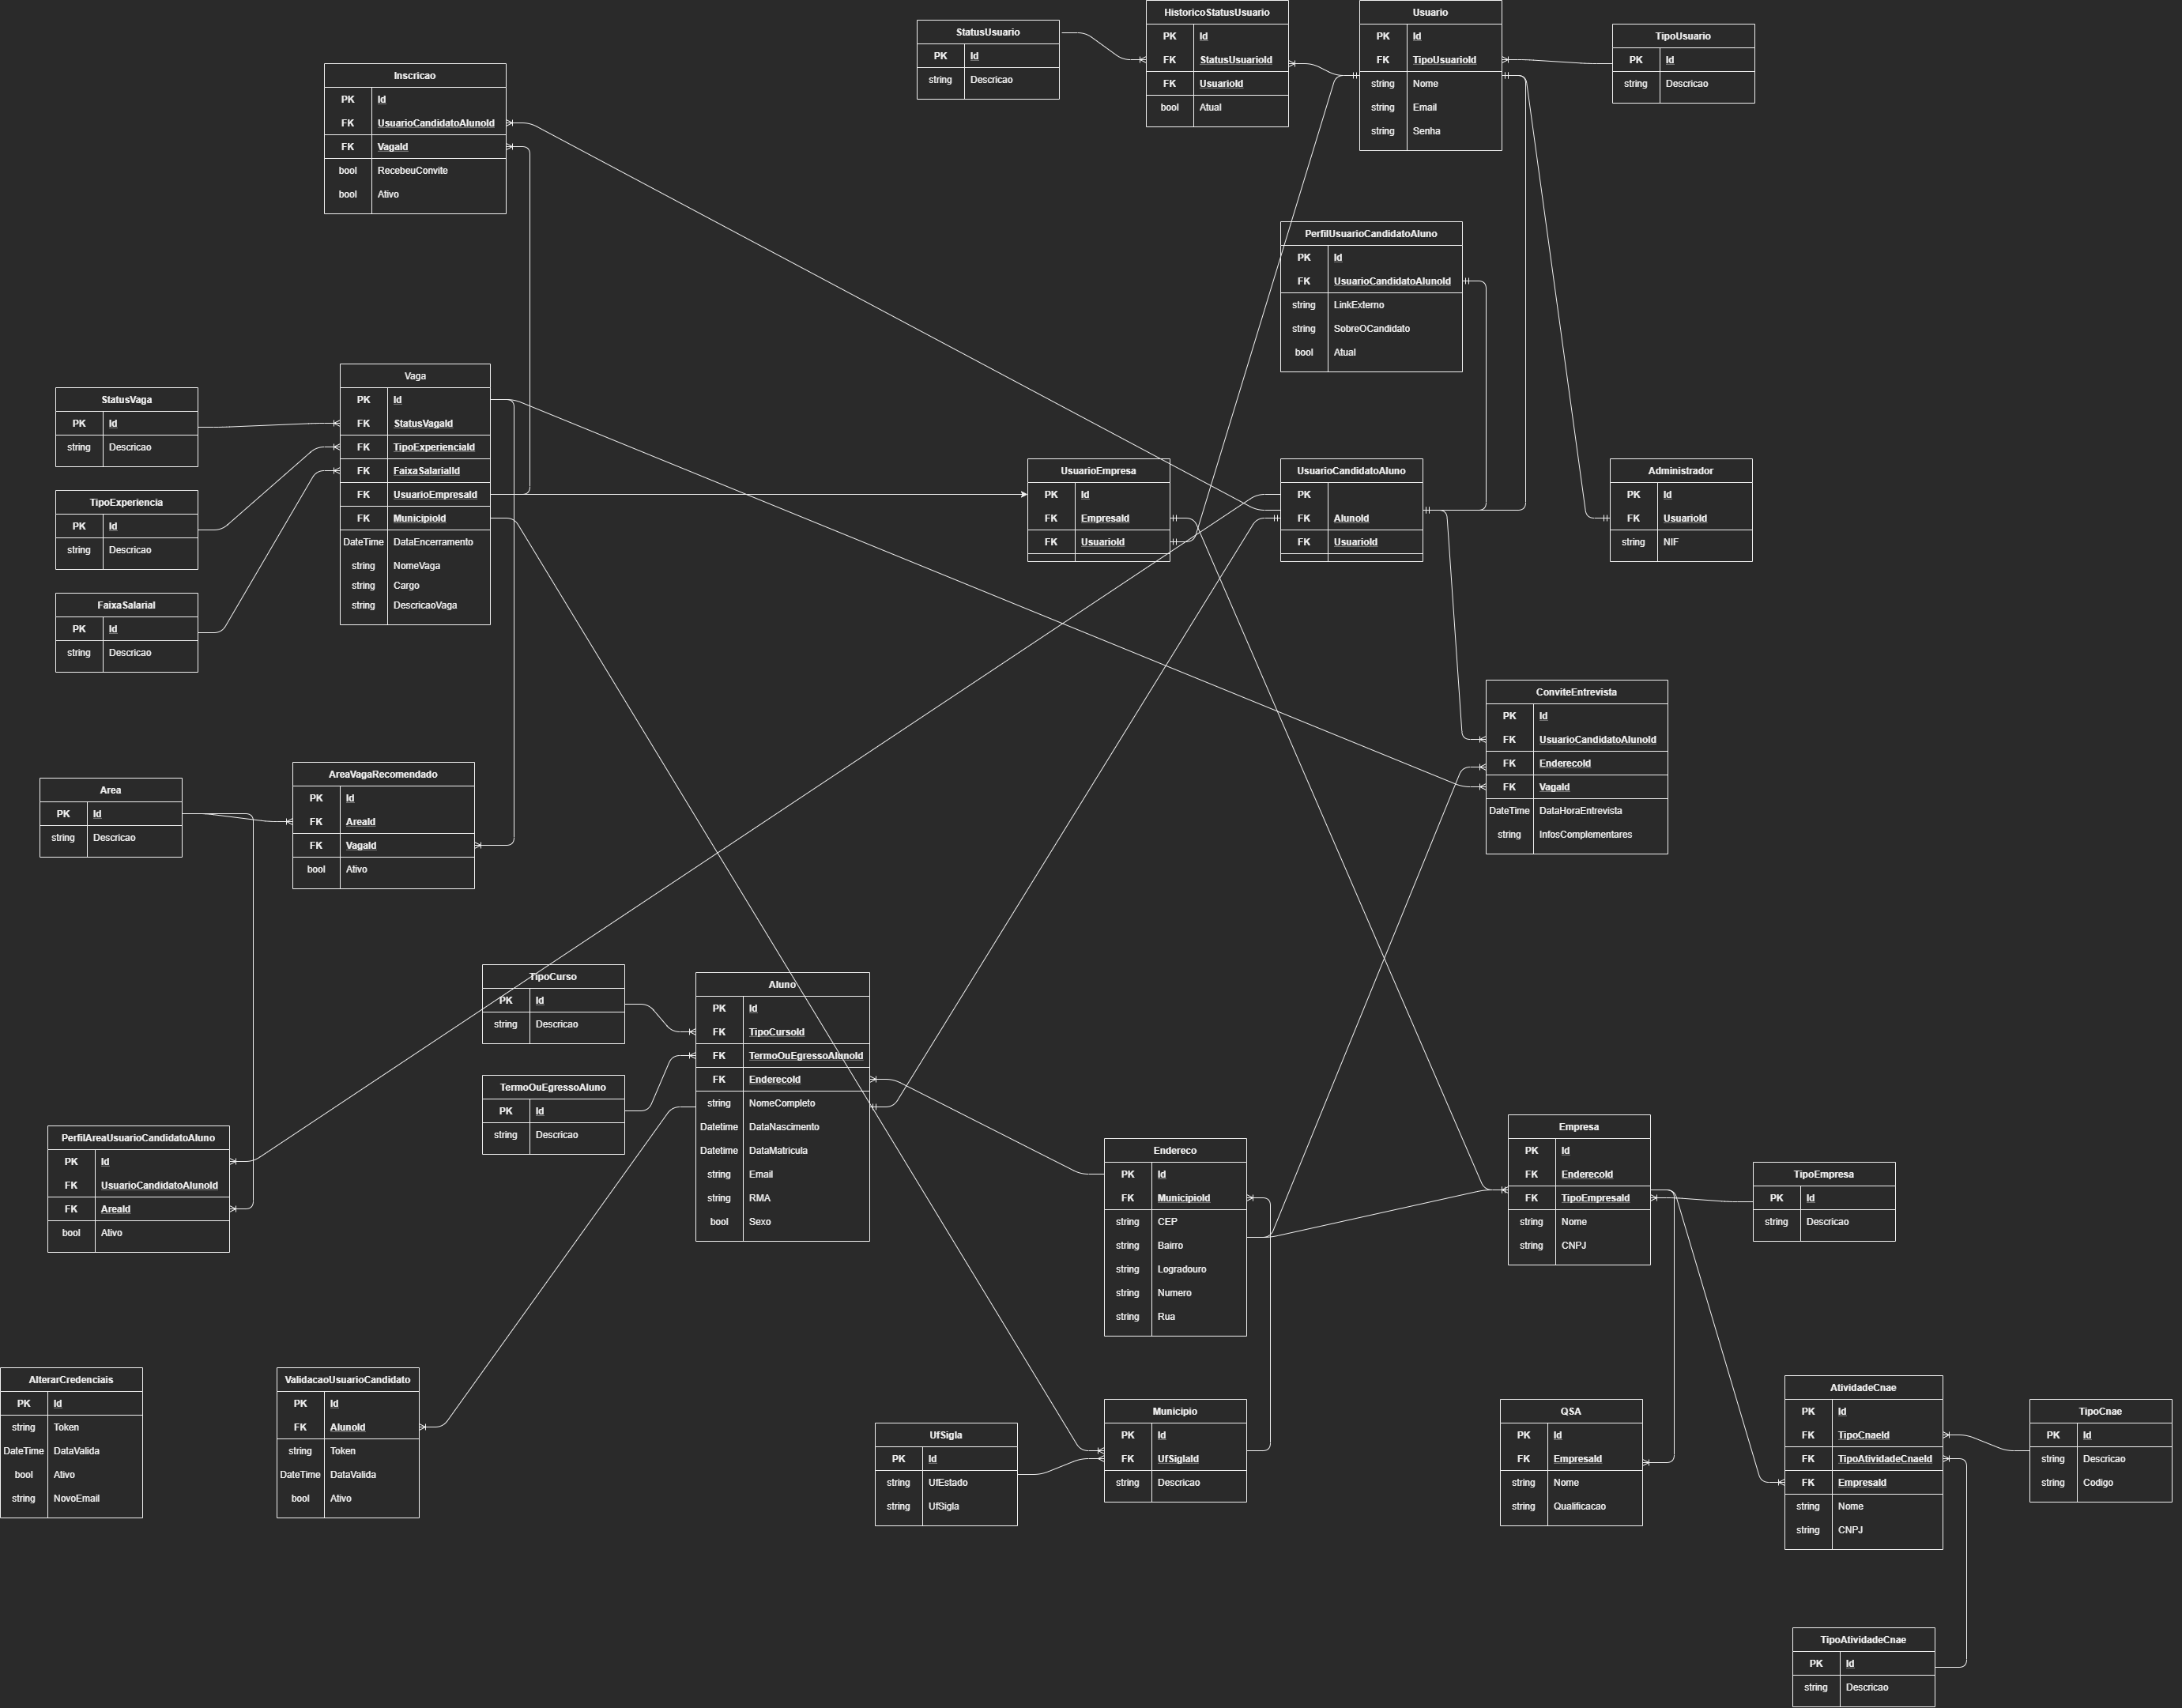 StatusUsuario
PK Id
string Descricao
HistoricoStatusUsuario
PK Id
FK StatusUsuarioId
FK UsuarioId
bool Atual
Usuario
PK Id
FK TipoUsuarioId
string Nome
string Email
string Senha
TipoUsuario
PK Id
string Descricao
Inscricao
PK Id
FK UsuarioCandidatoAlunoId
FK VagaId
bool RecebeuConvite
bool Ativo
PerfilUsuarioCandidatoAluno
PK Id
FK UsuarioCandidatoAlunoId
string LinkExterno
string SobreOCandidato
bool Atual
StatusVaga
PK Id
string Descricao
TipoExperiencia
PK Id
string Descricao
FaixaSalarial
PK Id
string Descricao
Vaga
PK Id
FK StatusVagaId
FK TipoExperienciaId
FK FaixaSalarialId
FK UsuarioEmpresaId
FK MunicipioId
DateTime DataEncerramento
string NomeVaga
string Cargo
string DescricaoVaga
UsuarioEmpresa
PK Id
FK EmpresaId
FK UsuarioId
UsuarioCandidatoAluno
PK
FK AlunoId
FK UsuarioId
Administrador
PK Id
FK UsuarioId
string NIF
ConviteEntrevista
PK Id
FK UsuarioCandidatoAlunoId
FK EnderecoId
FK VagaId
DateTime DataHoraEntrevista
string InfosComplementares
Area
PK Id
string Descricao
AreaVagaRecomendado
PK Id
FK AreaId
FK VagaId
bool Ativo
TipoCurso
PK Id
string Descricao
TermoOuEgressoAluno
PK Id
string Descricao
Aluno
PK Id
FK TipoCursoId
FK TermoOuEgressoAlunoId
FK EnderecoId
string NomeCompleto
Datetime DataNascimento
Datetime DataMatricula
string Email
string RMA
bool Sexo
PerfilAreaUsuarioCandidatoAluno
PK Id
FK UsuarioCandidatoAlunoId
FK AreaId
bool Ativo
Endereco
PK Id
FK MunicipioId
string CEP
string Bairro
string Logradouro
string Numero
string Rua
Empresa
PK Id
FK EnderecoId
FK TipoEmpresaId
string Nome
string CNPJ
TipoEmpresa
PK Id
string Descricao
AlterarCredenciais
PK Id
string Token
DateTime DataValida
bool Ativo
string NovoEmail
ValidacaoUsuarioCandidato
PK Id
FK AlunoId
string Token
DateTime DataValida
bool Ativo
UfSigla
PK Id
string UfEstado
string UfSigla
Municipio
PK Id
FK UfSiglaId
string Descricao
QSA
PK Id
FK EmpresaId
string Nome
string Qualificacao
AtividadeCnae
PK Id
FK TipoCnaeId
FK TipoAtividadeCnaeId
FK EmpresaId
string Nome
string CNPJ
TipoCnae
PK Id
string Descricao
string Codigo
TipoAtividadeCnae
PK Id
string Descricao